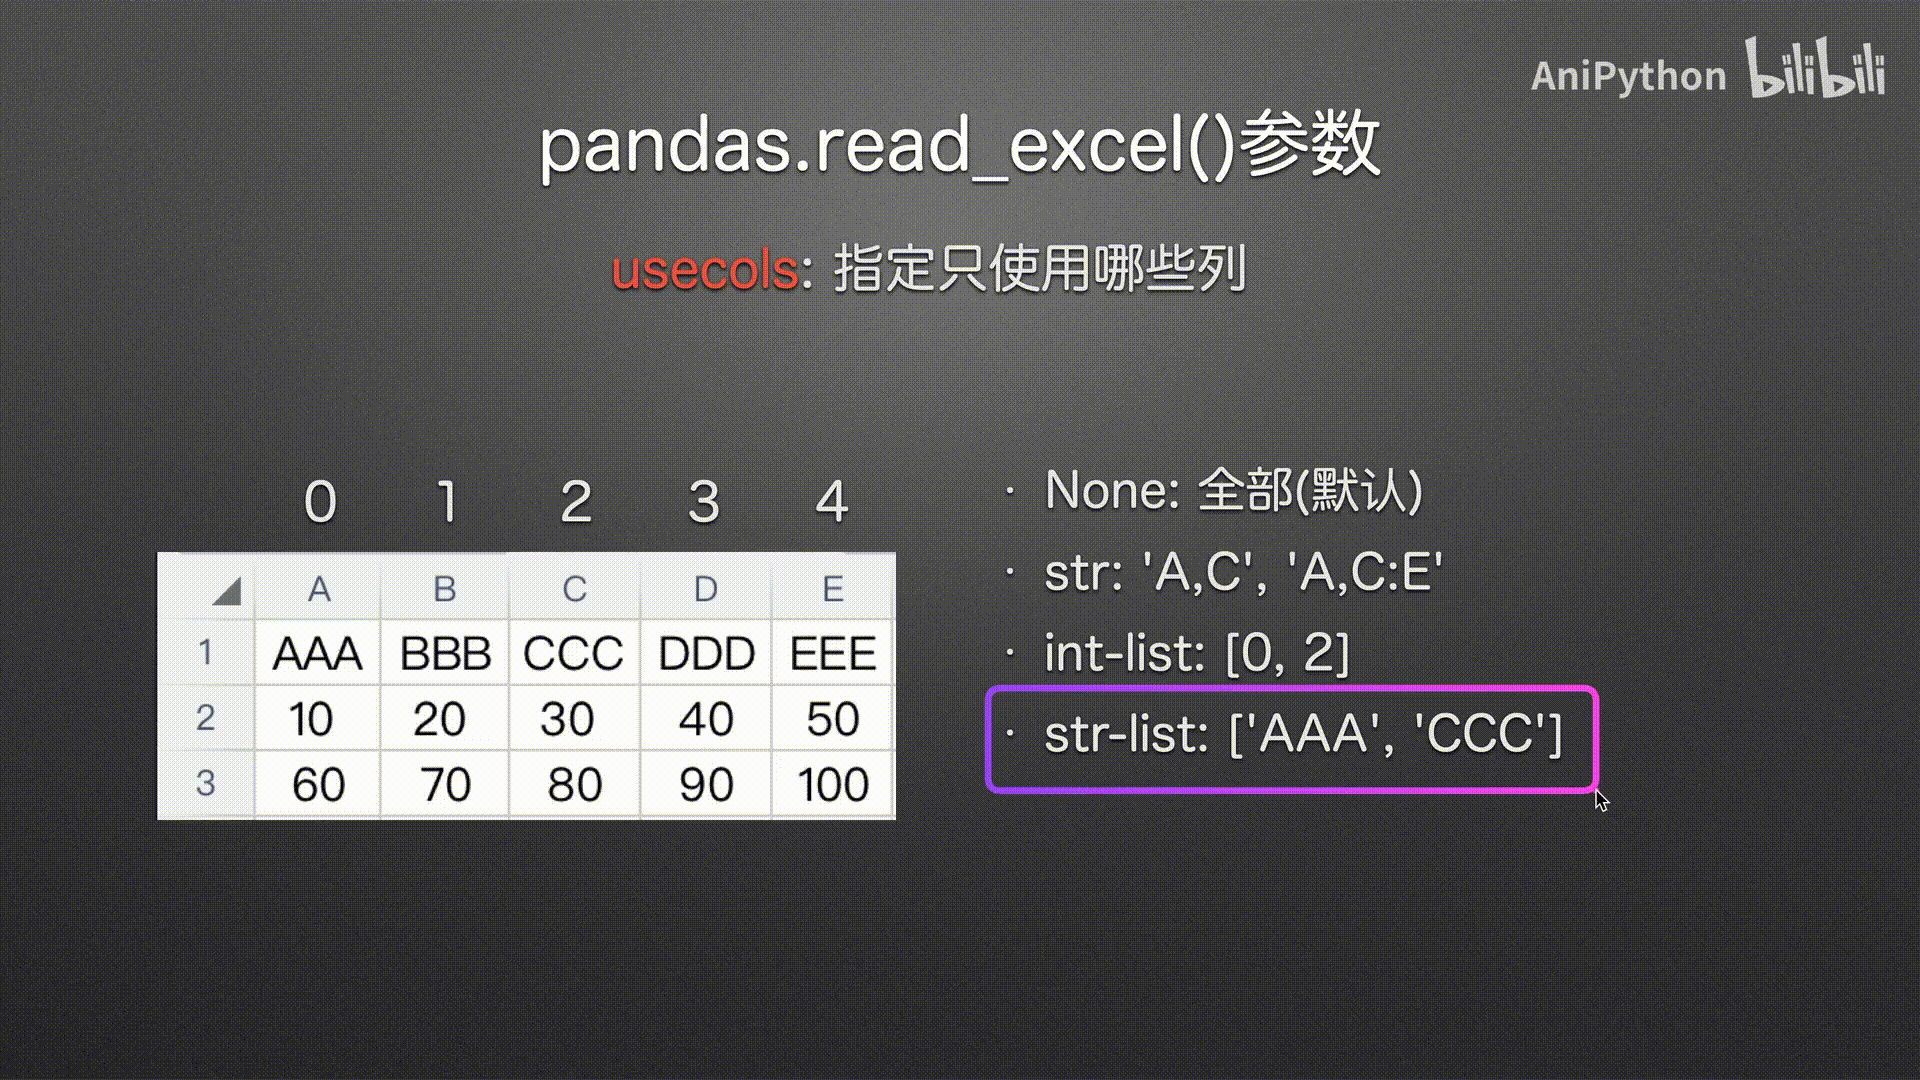 AniPython bilibili
pandas.read_excel()参数
usecols: 指定只使用哪些列
0 1 2 3 4
A B C D E
1 AAA BBB CCC DDD EEE
2 10 20 30 40 50
3 60 70 80 90 100
· None: 全部(默认)
· str: 'A,C', 'A,C:E'
· int-list: [0, 2]
· str-list: ['AAA', 'CCC']